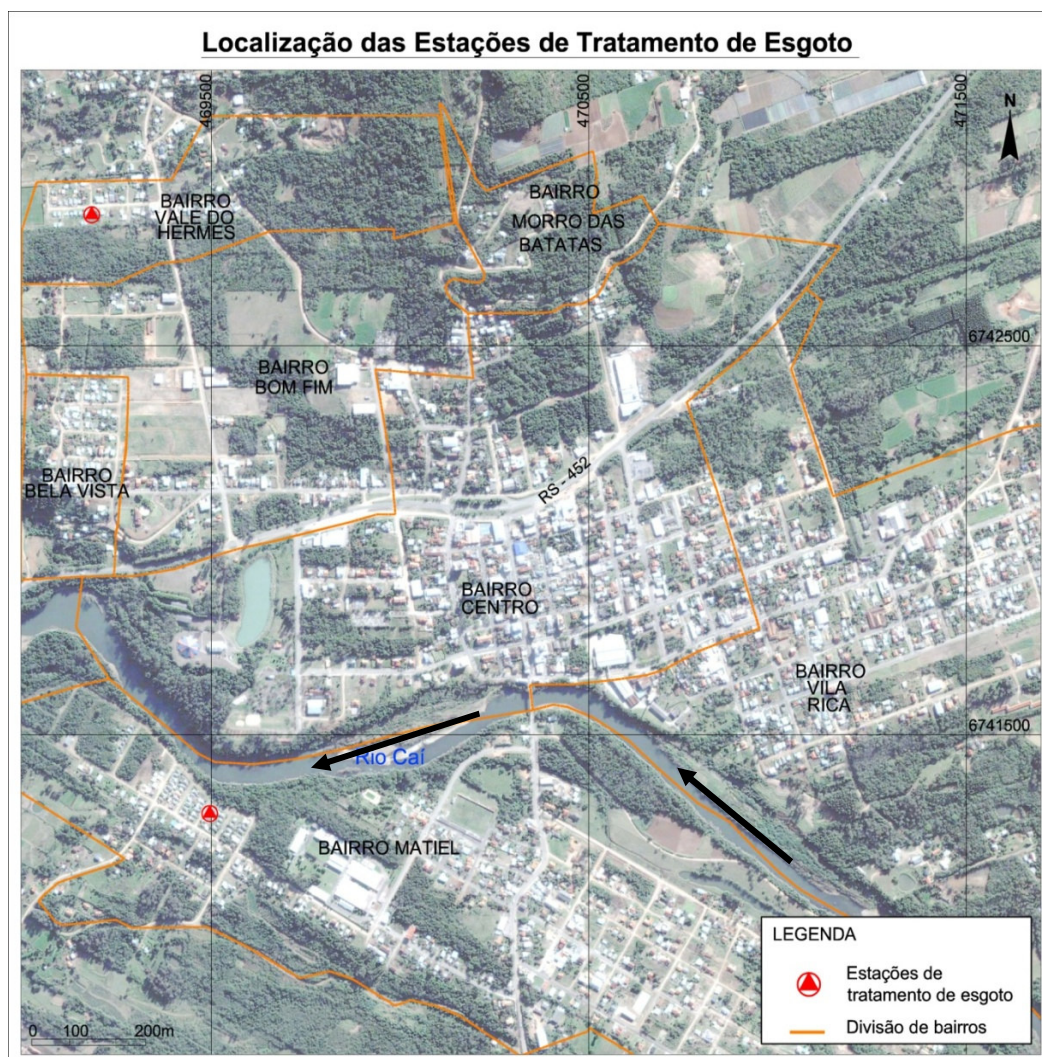 Localização das Estações de Tratamento de Esgoto
469500
470500
471500
N
BAIRRO
VALE DO
HERMES
BAIRRO
MORRO DAS
BATATAS
6742500
BAIRRO
BOM FIM
BAIRRO
BELA VISTA
RS - 452
BAIRRO
CENTRO
BAIRRO
VILA
RICA
6741500
Rio Caí
BAIRRO MATIEL
LEGENDA
Estações de
tratamento de esgoto
Divisão de bairros
0 100 200m